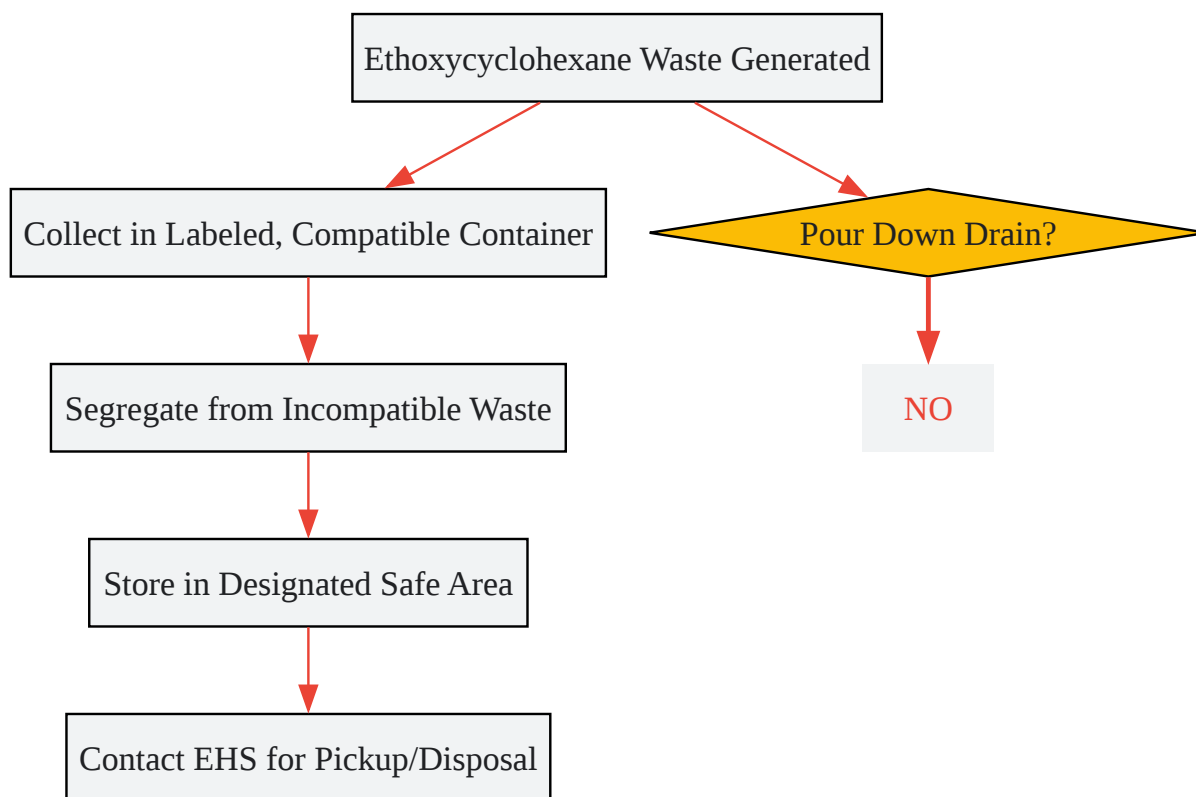 Ethoxycyclohexane Waste Generated
Collect in Labeled, Compatible Container
Pour Down Drain?
Segregate from Incompatible Waste
NO
Store in Designated Safe Area
Contact EHS for Pickup/Disposal